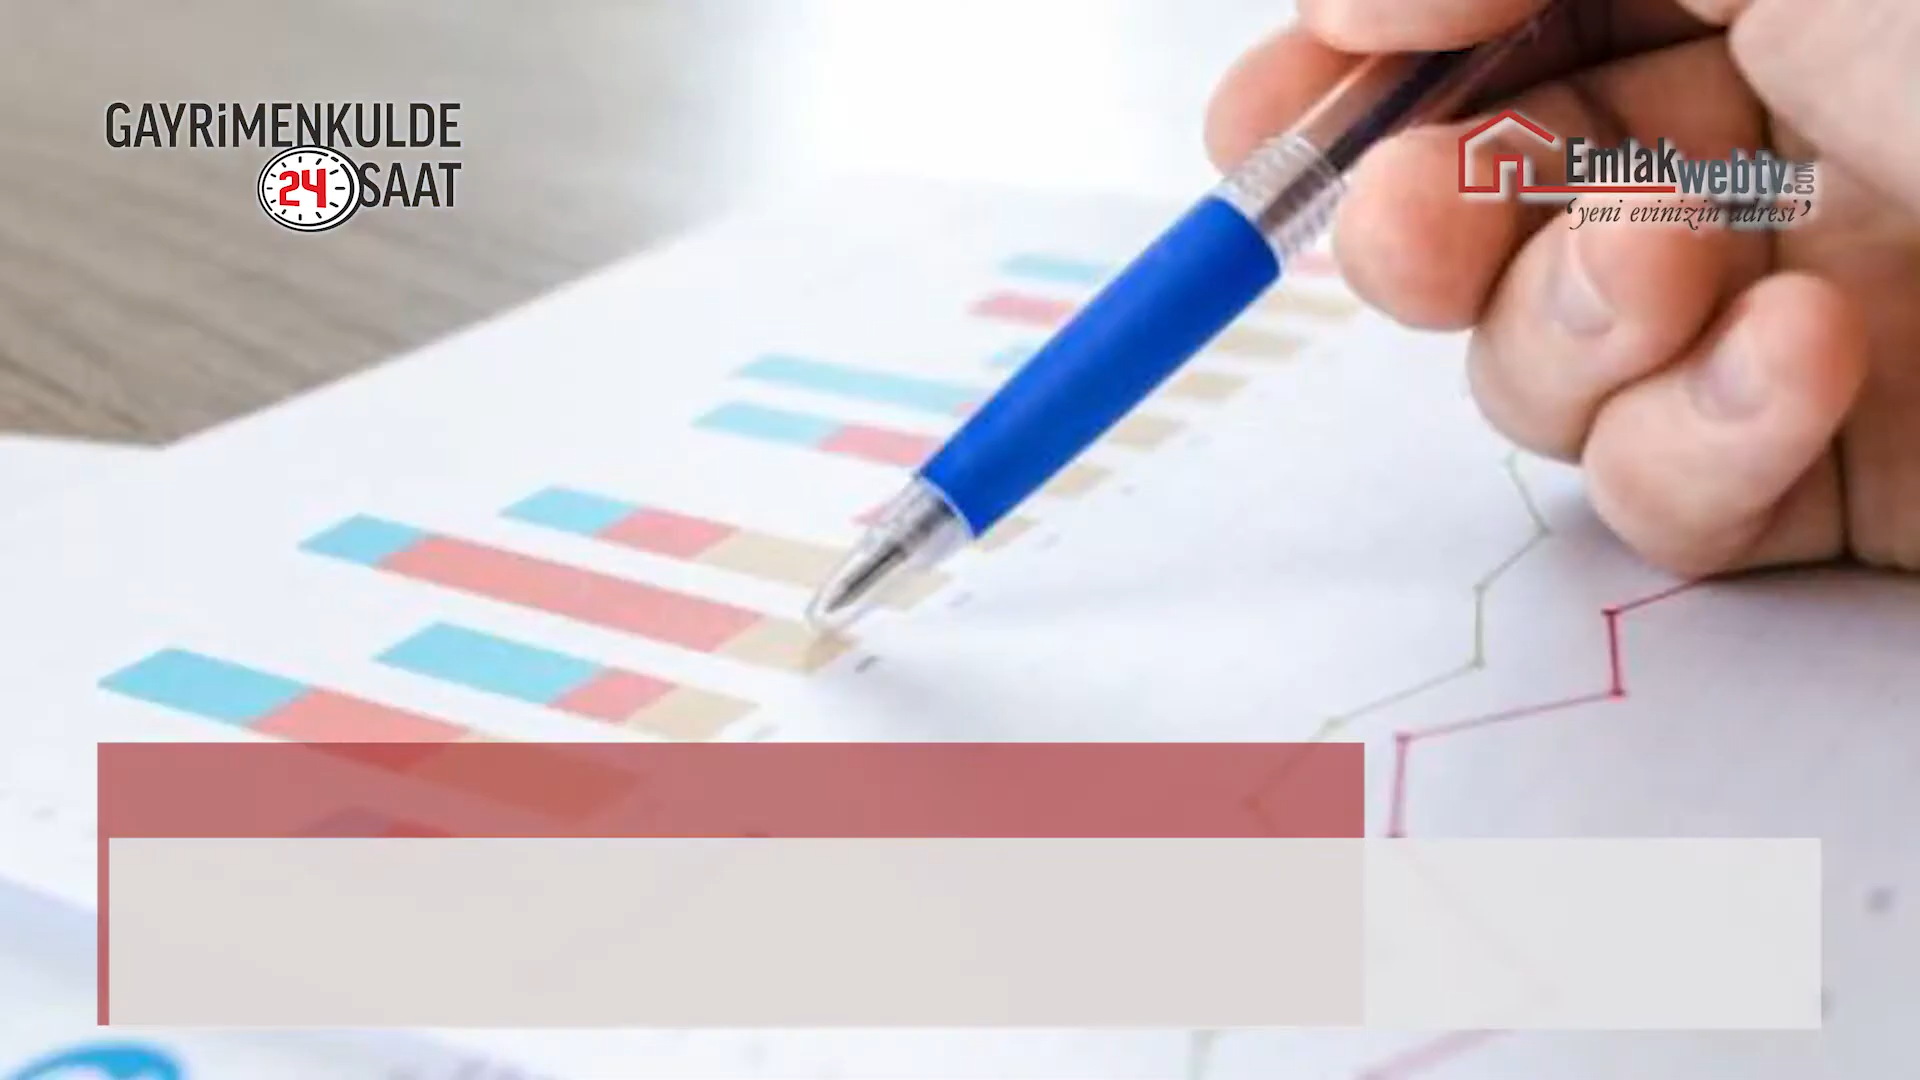 GAYRiMENKULDE
24 SAAT
Emlakwebtv.com
‘yeni evinizin adresi’